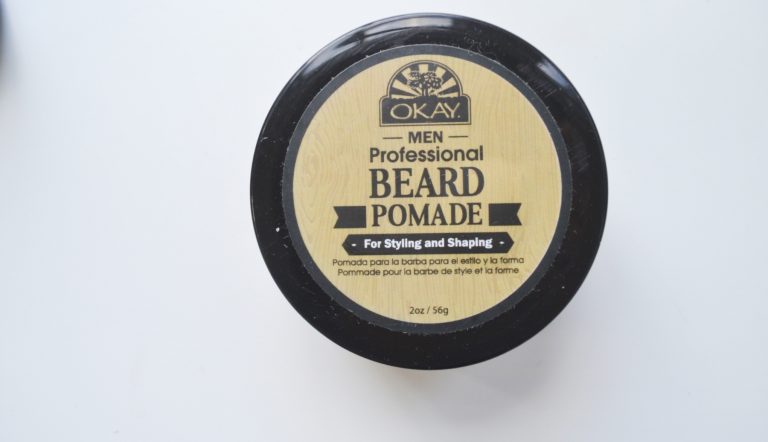 OKAY.
MEN
Professional
BEARD
POMADE
- For Styling and Shaping -
Pomada para la barba para el estilo y la forma
Pommade pour la barbe de style et la forme
2oz / 56g